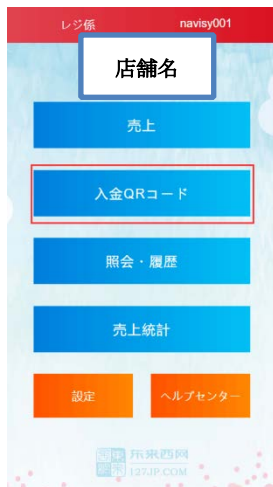 レジ係 navisy001
店舗名
売上
入金QRコード
照会・履歴
売上統計
設定 ヘルプセンター
东来西网
127JP.COM